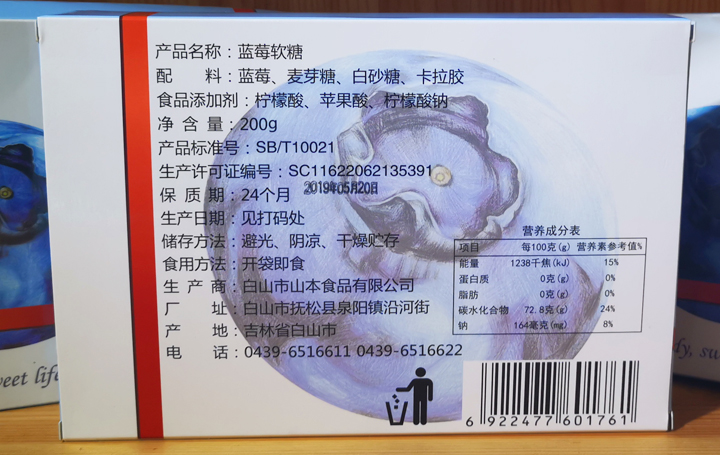 产品名称：蓝莓软糖
配 料：蓝莓、麦芽糖、白砂糖、卡拉胶
食品添加剂：柠檬酸、苹果酸、柠檬酸钠
净 含 量：200g
产品标准号：SB/T10021
生产许可证编号：SC11622062135391
保 质 期：24个月
2019年05月20日
生产日期：见打码处
储存方法：避光、阴凉、干燥贮存
食用方法：开袋即食
生 产 商：白山市山本食品有限公司
厂 址：白山市抚松县泉阳镇沿河街
产 地：吉林省白山市
电 话：0439-6516611 0439-6516622
营养成分表
项目 每100克(g) 营养素参考值%
能量 1238千焦(kJ) 15%
蛋白质 0克(g) 0%
脂肪 0克(g) 0%
碳水化合物 72.8克(g) 24%
钠 164毫克(mg) 8%
6 922477 601761
weet life
dy, su